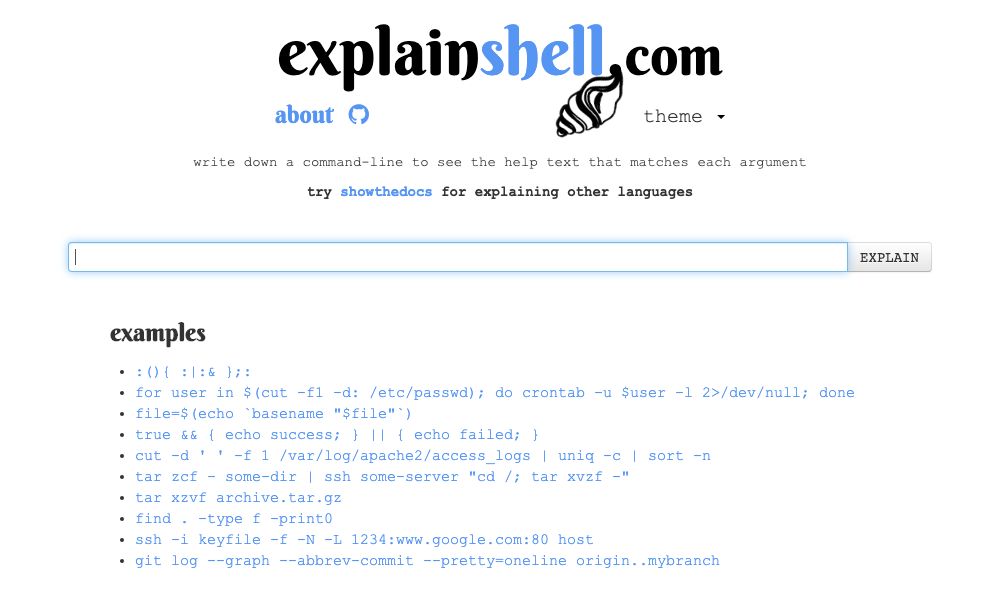 explainshell.com
about theme
write down a command-line to see the help text that matches each argument
try showthedocs for explaining other languages
EXPLAIN
examples
:(){ :|:& };:
for user in $(cut -f1 -d: /etc/passwd); do crontab -u $user -l 2>/dev/null; done
file=$(echo `basename "$file"`)
true && { echo success; } || { echo failed; }
cut -d ' ' -f 1 /var/log/apache2/access_logs | uniq -c | sort -n
tar zcf - some-dir | ssh some-server "cd /; tar xvzf -"
tar xzvf archive.tar.gz
find . -type f -print0
ssh -i keyfile -f -N -L 1234:www.google.com:80 host
git log --graph --abbrev-commit --pretty=oneline origin..mybranch